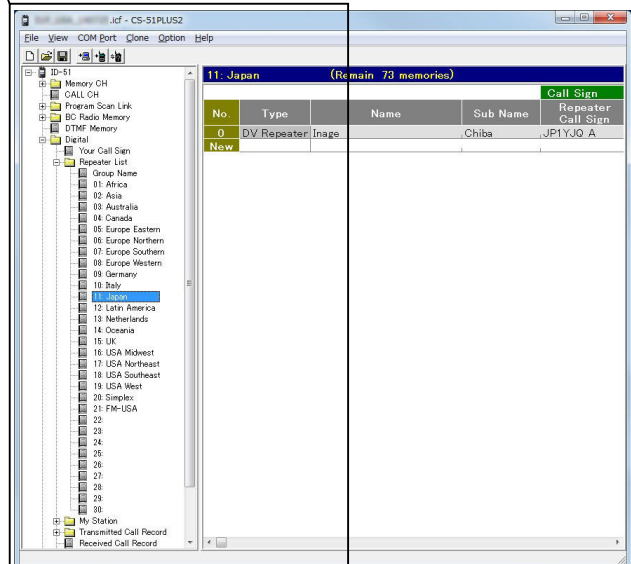 .icf - CS-51PLUS2
File View COM Port Clone Option Help
ID-51
Memory CH
CALL CH
Program Scan Link
BC Radio Memory
DTMF Memory
Digital
Your Call Sign
Repeater List
Group Name
01: Africa
02: Asia
03: Australia
04: Canada
05: Europe Eastern
06: Europe Northern
07: Europe Southern
08: Europe Western
09: Germany
10: Italy
11: Japan
12: Latin America
13: Netherlands
14: Oceania
15: UK
16: USA Midwest
17: USA Northeast
18: USA Southeast
19: USA West
20: Simplex
21: FM-USA
22:
23:
24:
25:
26:
27:
28:
29:
30:
My Station
Transmitted Call Record
Received Call Record
11: Japan (Remain 73 memories)
Call Sign
No. Type Name Sub Name Repeater Call Sign
0 DV Repeater Inage Chiba JP1YJQ A
New